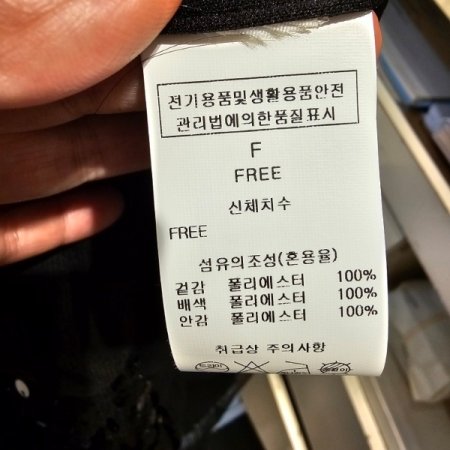 전기용품및생활용품안전
관리법에의한품질표시
F
FREE
신체치수
FREE
섬유의조성(혼용율)
겉감 폴리에스터 100%
배색 폴리에스터 100%
안감 폴리에스터 100%
취급상 주의사항
드라이